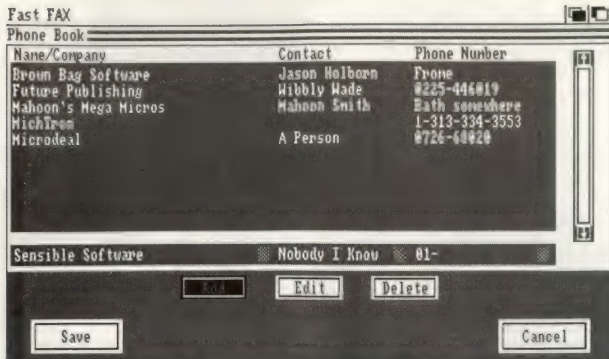 Fast FAX
Phone Book
Name/Company Contact Phone Number
Brown Bag Software Jason Holborn Frome
Future Publishing Wibbly Wade 0225-446019
Mahoon's Mega Micros Mahoon Smith Bath somewhere
MichTron 1-313-334-3553
Microdeal A Person 0726-68020
Sensible Software Nobody I Know 01-
Edit Delete
Save Cancel